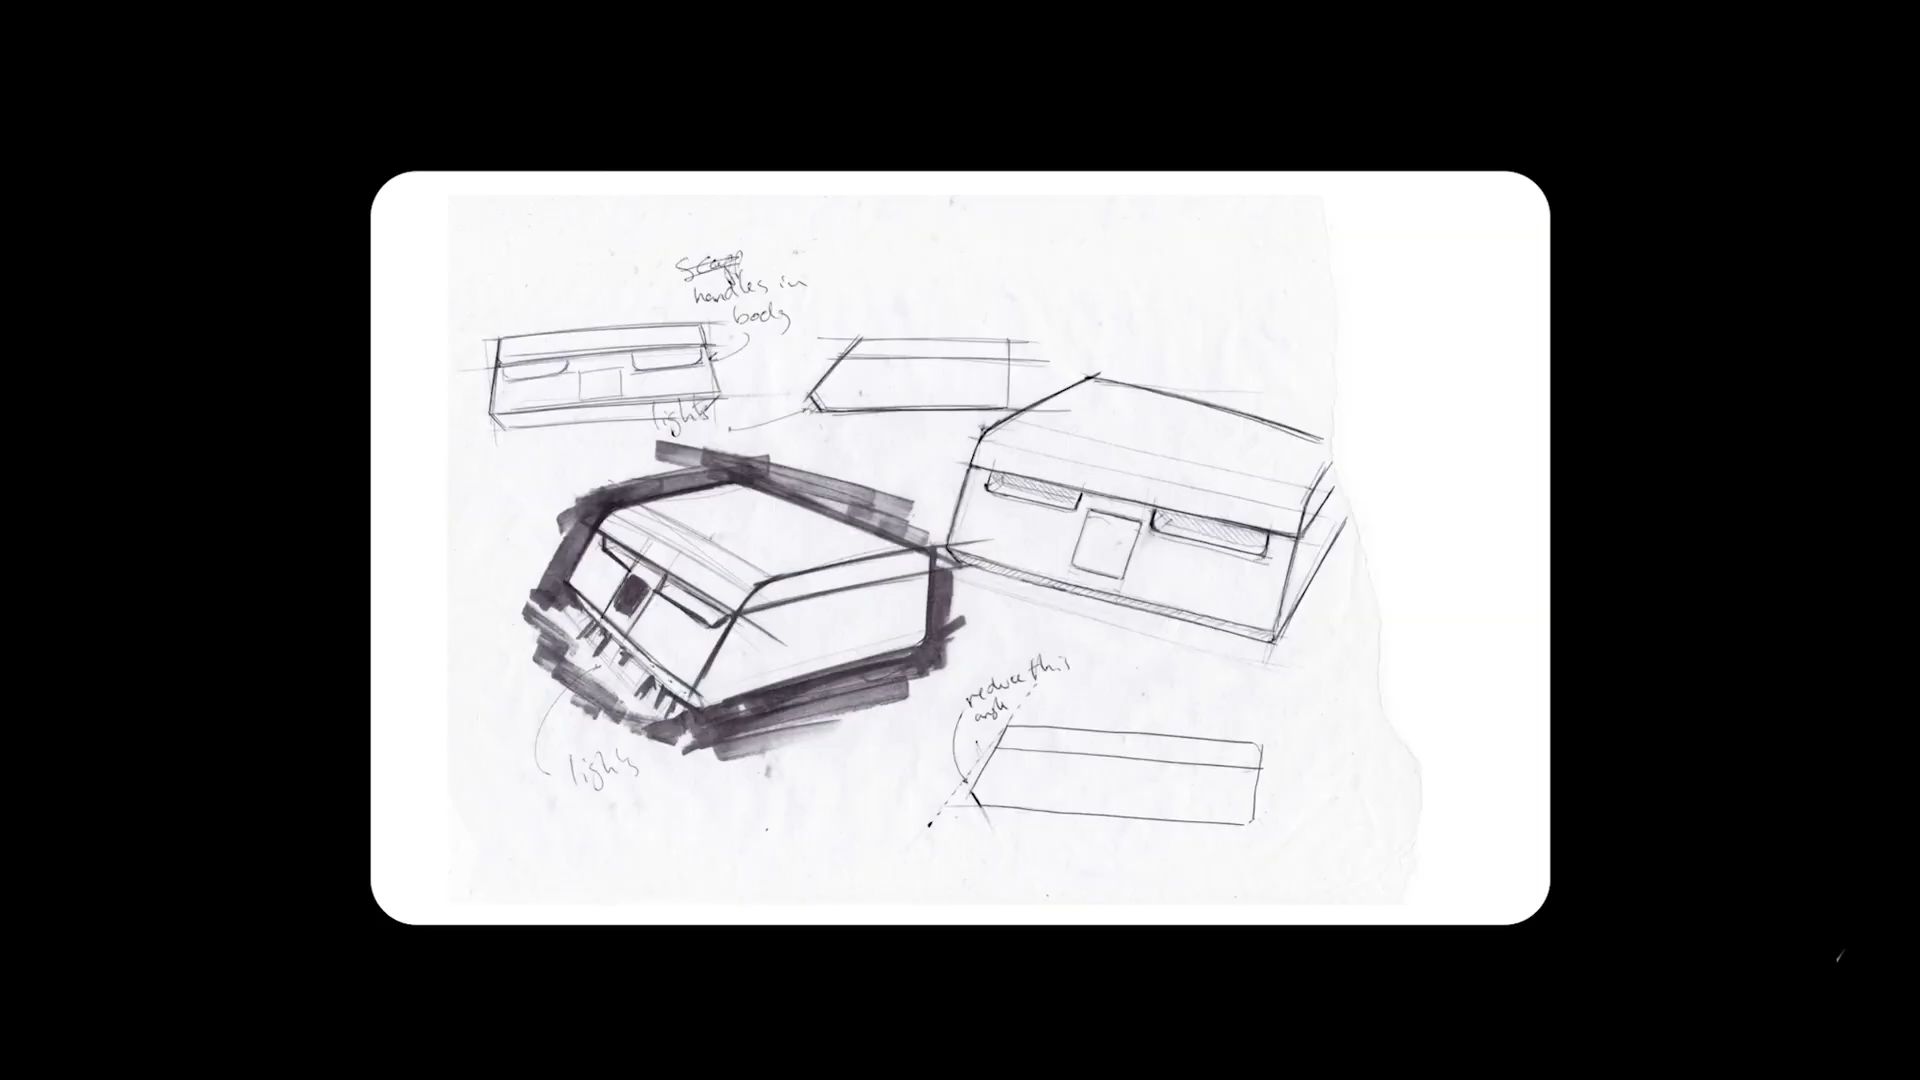 handles in
body
lights
reduce this
angle
lights